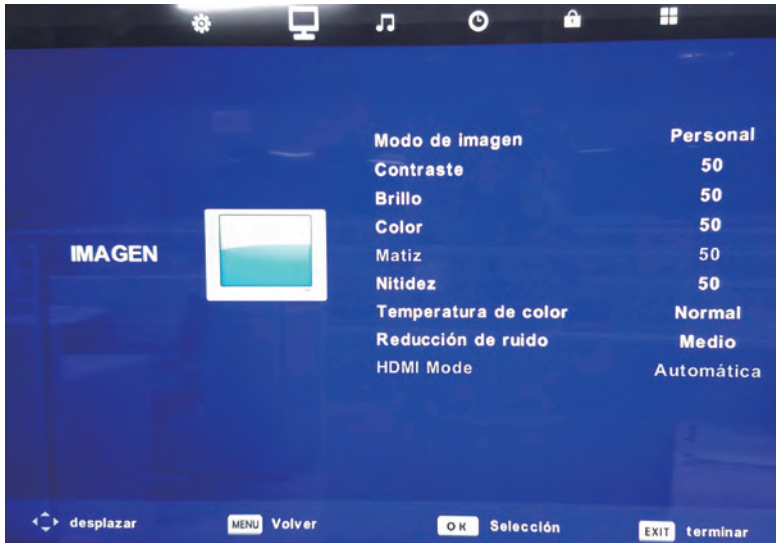 Modo de imagen Personal
Contraste 50
Brillo 50
Color 50
IMAGEN
Matiz 50
Nitidez 50
Temperatura de color Normal
Reducción de ruido Medio
HDMI Mode Automática
desplazar MENU Volver OK Selección EXIT terminar